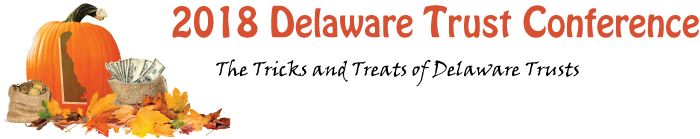 2018 Delaware Trust Conference
The Tricks and Treats of Delaware Trusts